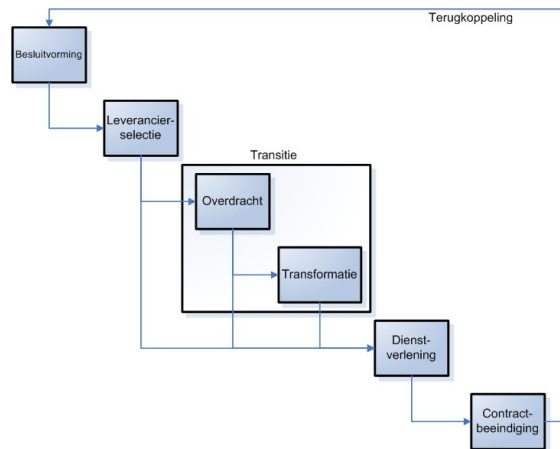 Terugkoppeling
Besluitvorming
Leverancier-
selectie
Transitie
Overdracht
Transformatie
Dienst-
verlening
Contract-
beeindiging